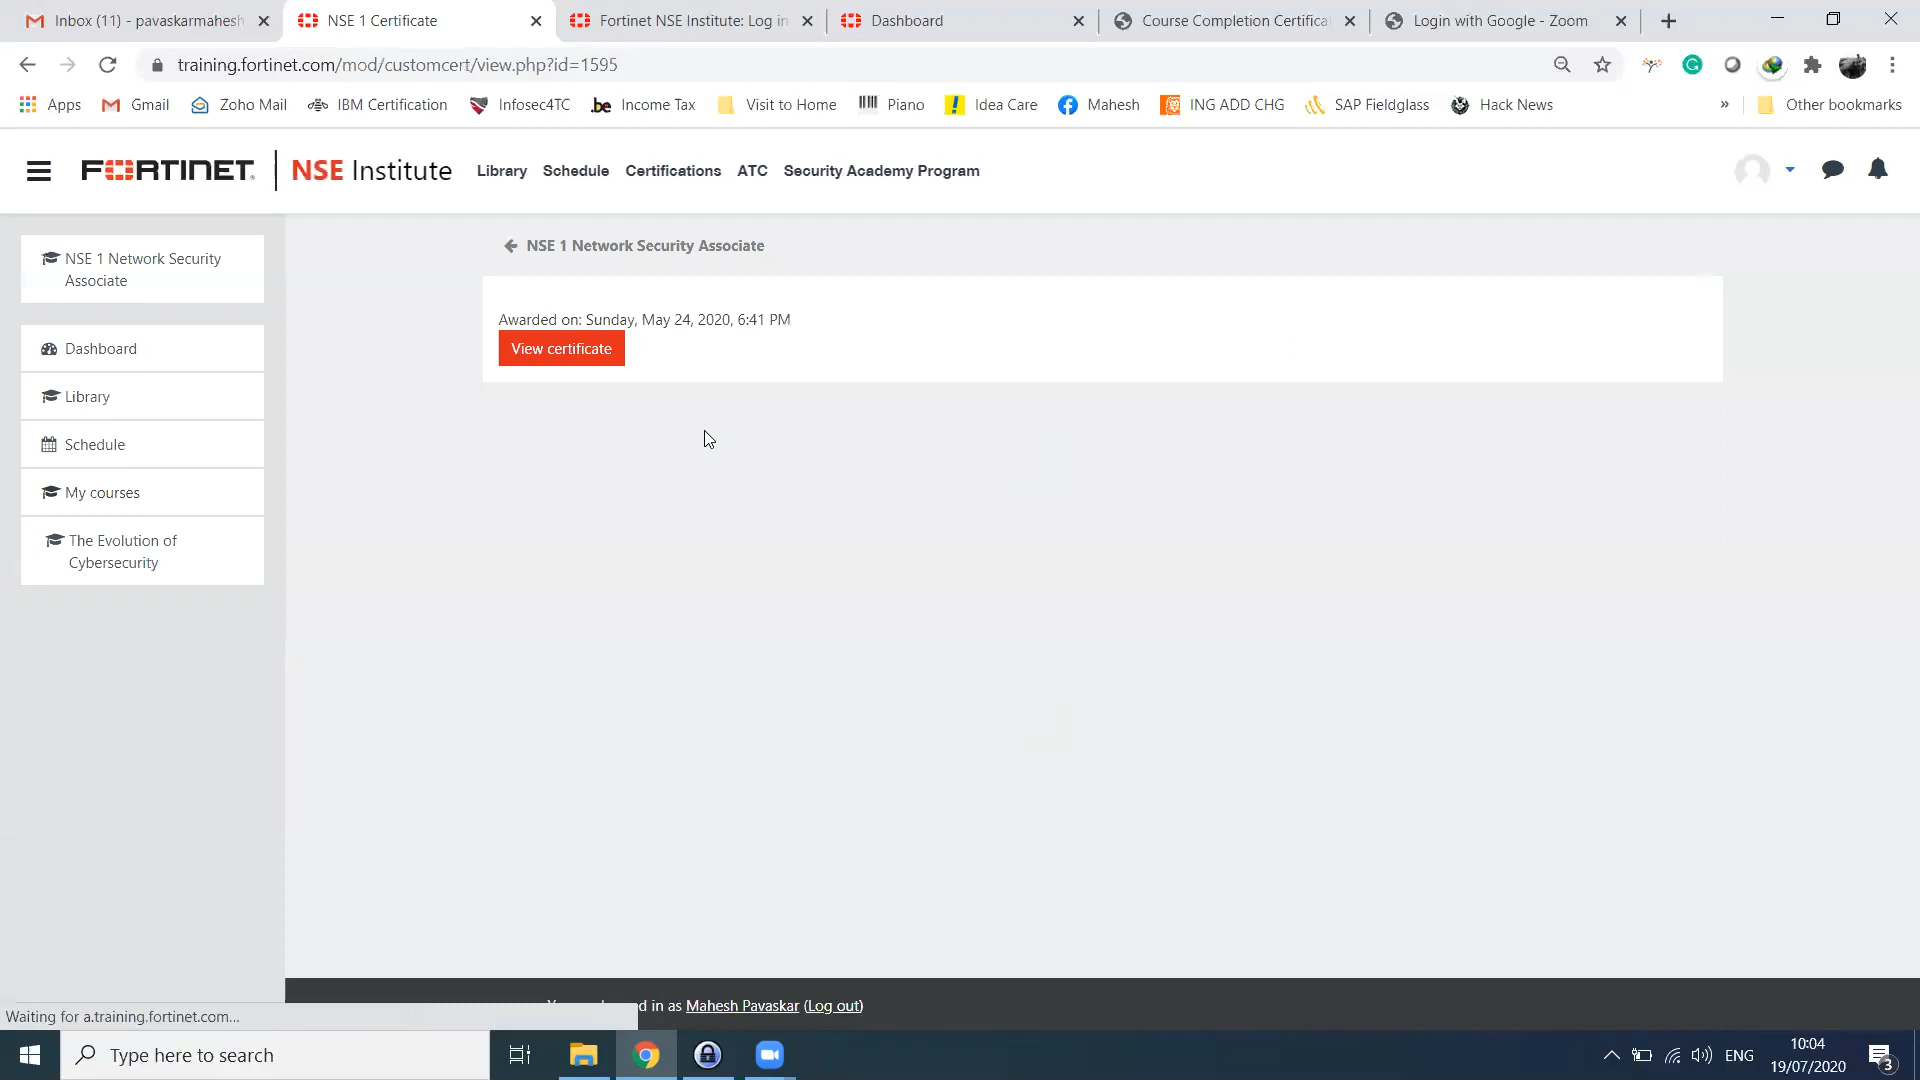 Inbox (11) - pavaskarmahesh
NSE 1 Certificate
Fortinet NSE Institute: Log in
Dashboard
Course Completion Certifica
Login with Google - Zoom
training.fortinet.com/mod/customcert/view.php?id=1595
Apps
Gmail
Zoho Mail
IBM Certification
Infosec4TC
.be Income Tax
Visit to Home
Piano
Idea Care
Mahesh
ING ADD CHG
SAP Fieldglass
Hack News
»
Other bookmarks
FORTINET
NSE Institute
Library
Schedule
Certifications
ATC
Security Academy Program
NSE 1 Network Security
Associate
Dashboard
Library
Schedule
My courses
The Evolution of
Cybersecurity
NSE 1 Network Security Associate
Awarded on: Sunday, May 24, 2020, 6:41 PM
View certificate
in as Mahesh Pavaskar (Log out)
Waiting for a.training.fortinet.com...
Type here to search
ENG
10:04
19/07/2020
3